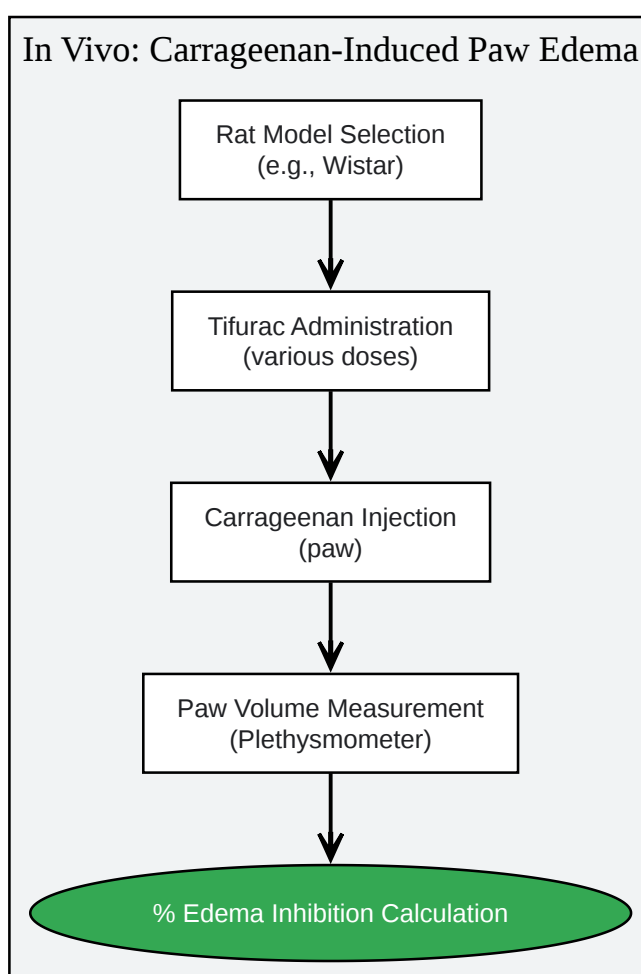 In Vivo: Carrageenan-Induced Paw Edema
Rat Model Selection
(e.g., Wistar)
Tifurac Administration
(various doses)
Carrageenan Injection
(paw)
Paw Volume Measurement
(Plethysmometer)
% Edema Inhibition Calculation